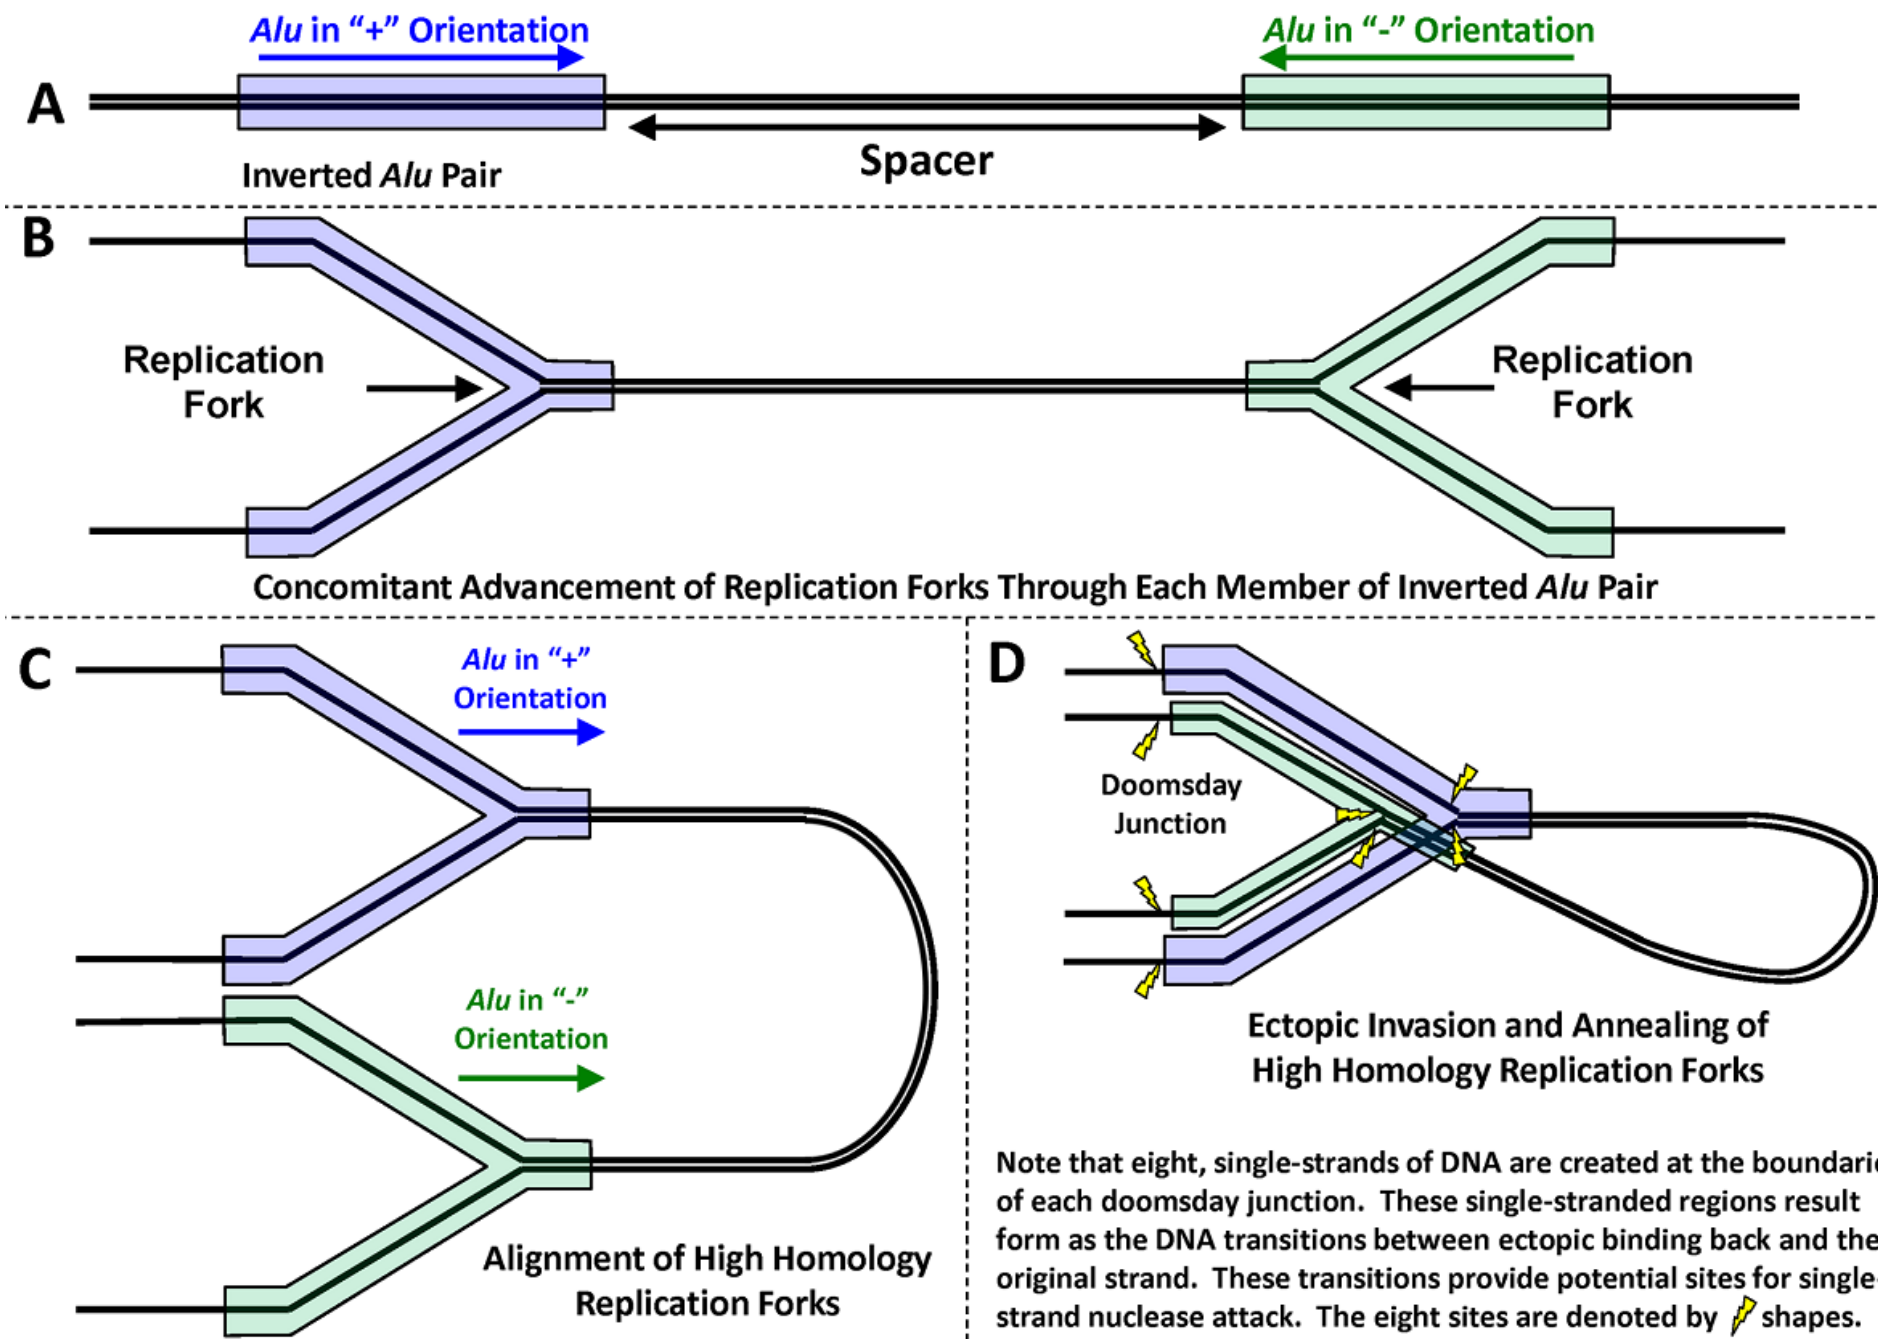 Alu in “+” Orientation
Alu in “-” Orientation
A
Spacer
Inverted Alu Pair
B
Replication
Fork
Replication
Fork
Concomitant Advancement of Replication Forks Through Each Member of Inverted Alu Pair
C
Alu in “+”
Orientation
Alu in “-”
Orientation
Alignment of High Homology
Replication Forks
D
Doomsday
Junction
Ectopic Invasion and Annealing of
High Homology Replication Forks
Note that eight, single-strands of DNA are created at the boundarie
of each doomsday junction. These single-stranded regions result
form as the DNA transitions between ectopic binding back and the
original strand. These transitions provide potential sites for single-
strand nuclease attack. The eight sites are denoted by shapes.